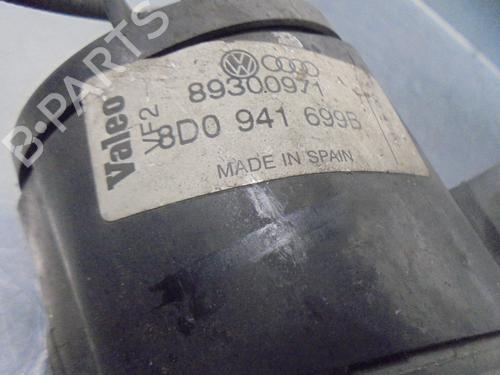 B-PARTS
Valeo
VF2
89300971
8D0 941 699B
MADE IN SPAIN